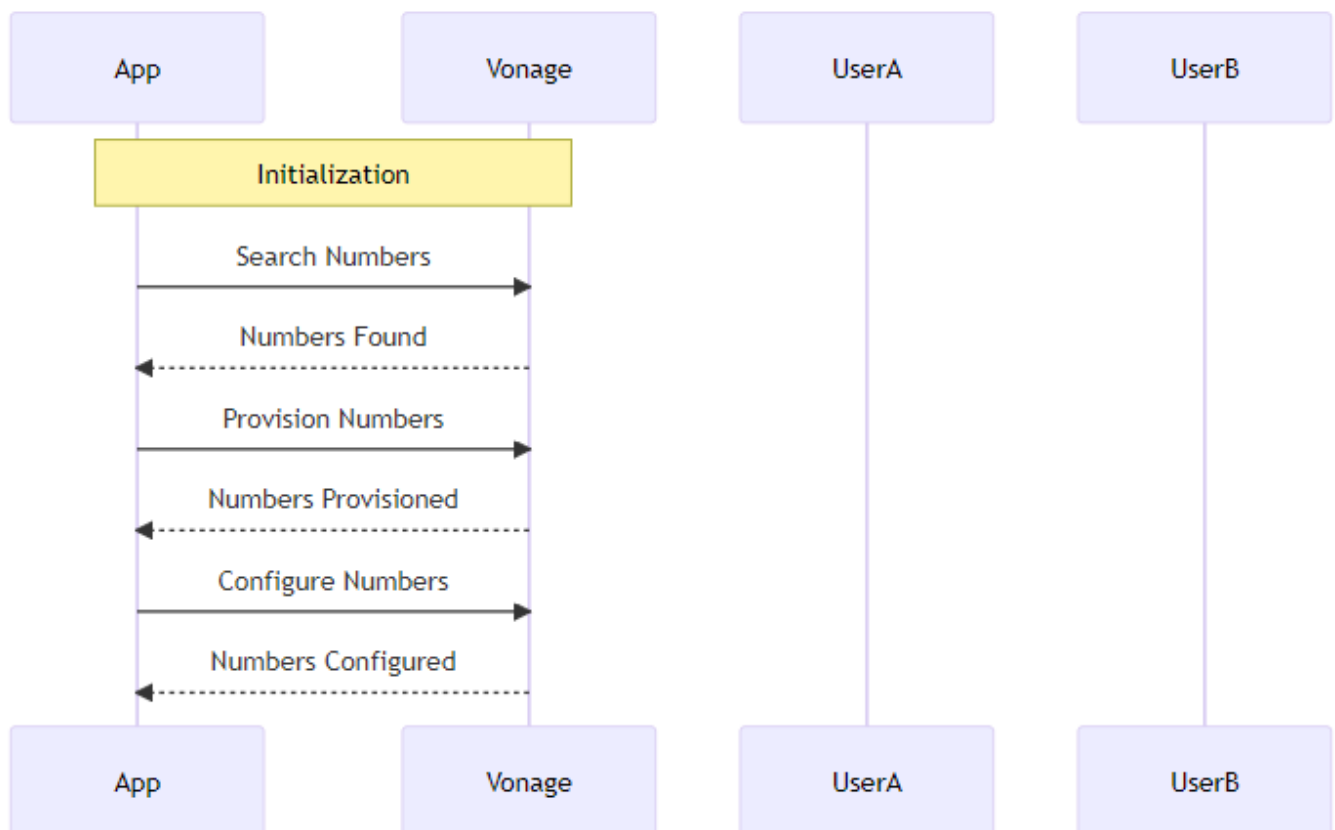 App
Vonage
UserA
UserB
Initialization
Search Numbers
Numbers Found
Provision Numbers
Numbers Provisioned
Configure Numbers
Numbers Configured
App
Vonage
UserA
UserB